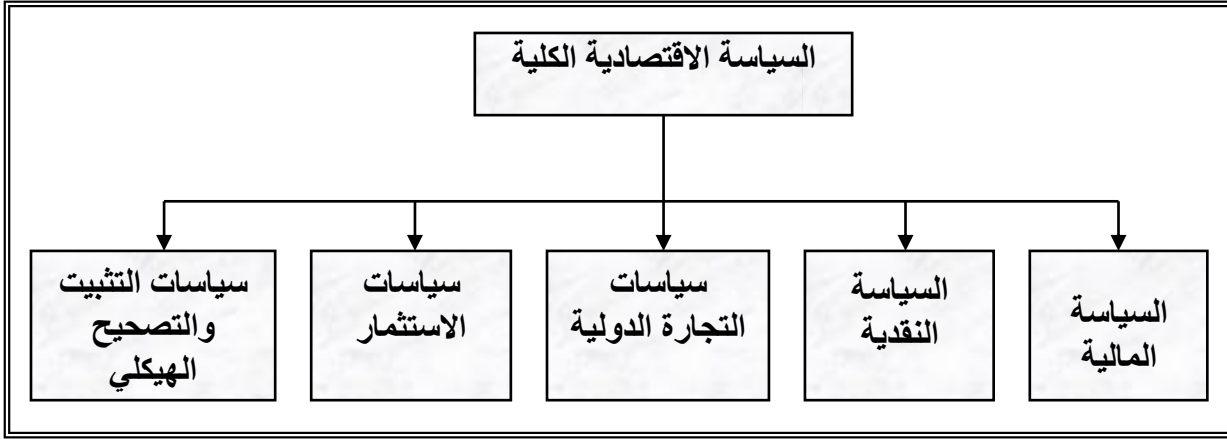 السياسة الاقتصادية الكلية
السياسة
المالية
السياسة
النقدية
سياسات
التجارة الدولية
سياسات
الاستثمار
سياسات التثبيت
والتصحيح
الهيكلي